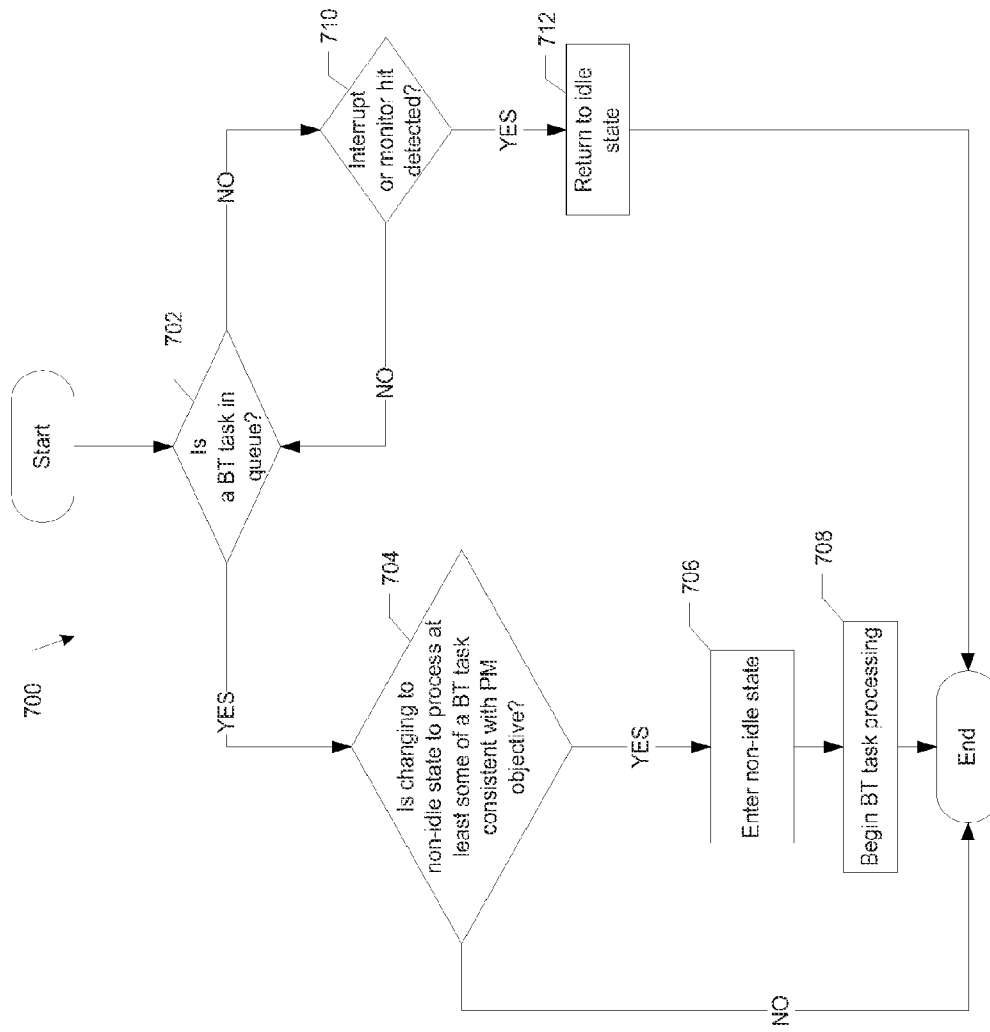 700
Start
702
Is
a BT task in
queue?
NO
710
Interrupt
or monitor hit
detected?
NO
YES
712
Return to idle
state
YES
704
Is changing to
non-idle state to process at
least some of a BT task
consistent with PM
objective?
YES
706
Enter non-idle state
708
Begin BT task processing
NO
End